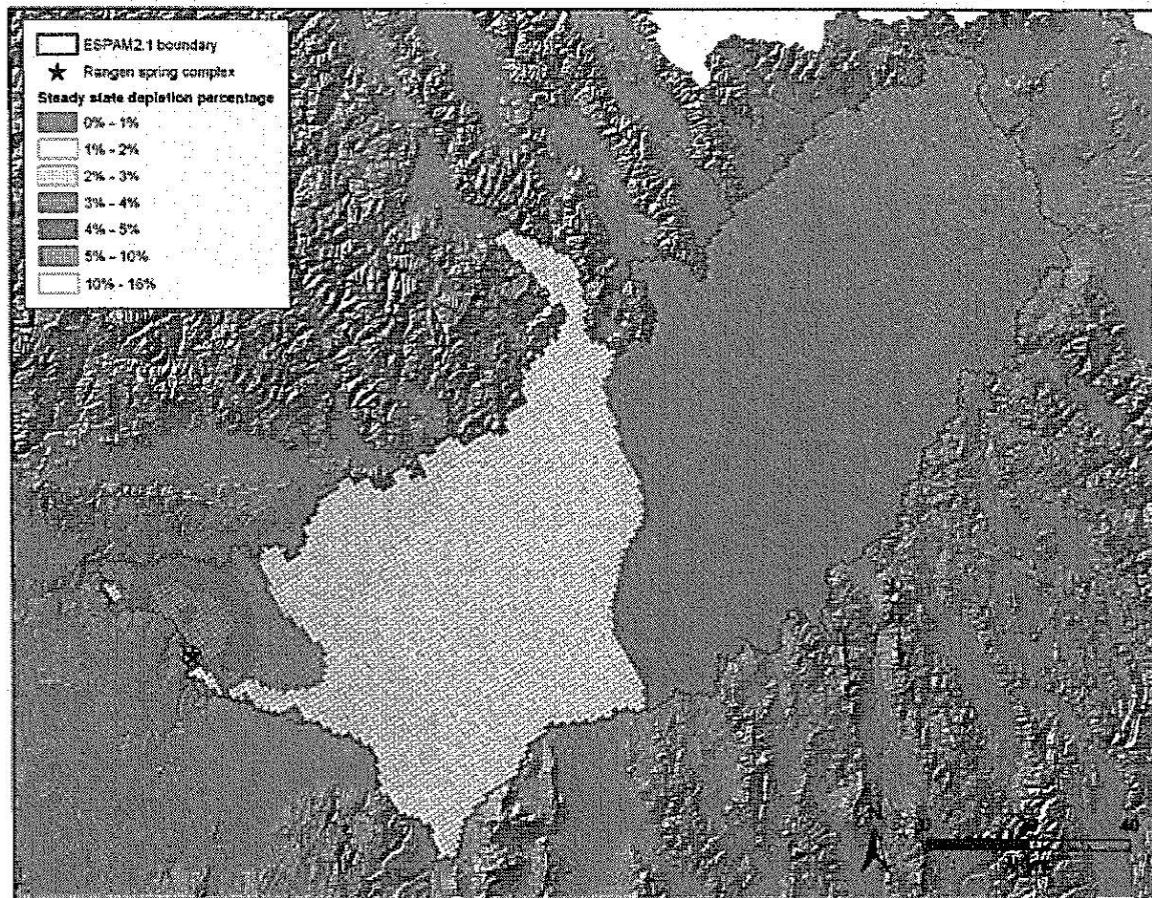 ESPAM2.1 boundary
Rangen spring complex
Steady state depletion percentage
0% - 1%
1% - 2%
2% - 3%
3% - 4%
4% - 5%
5% - 10%
10% - 16%
40